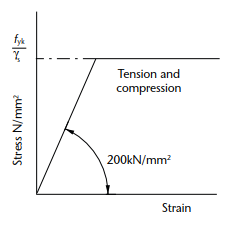 fyk
γs
Tension and
compression
200kN/mm²
Stress N/mm²
Strain